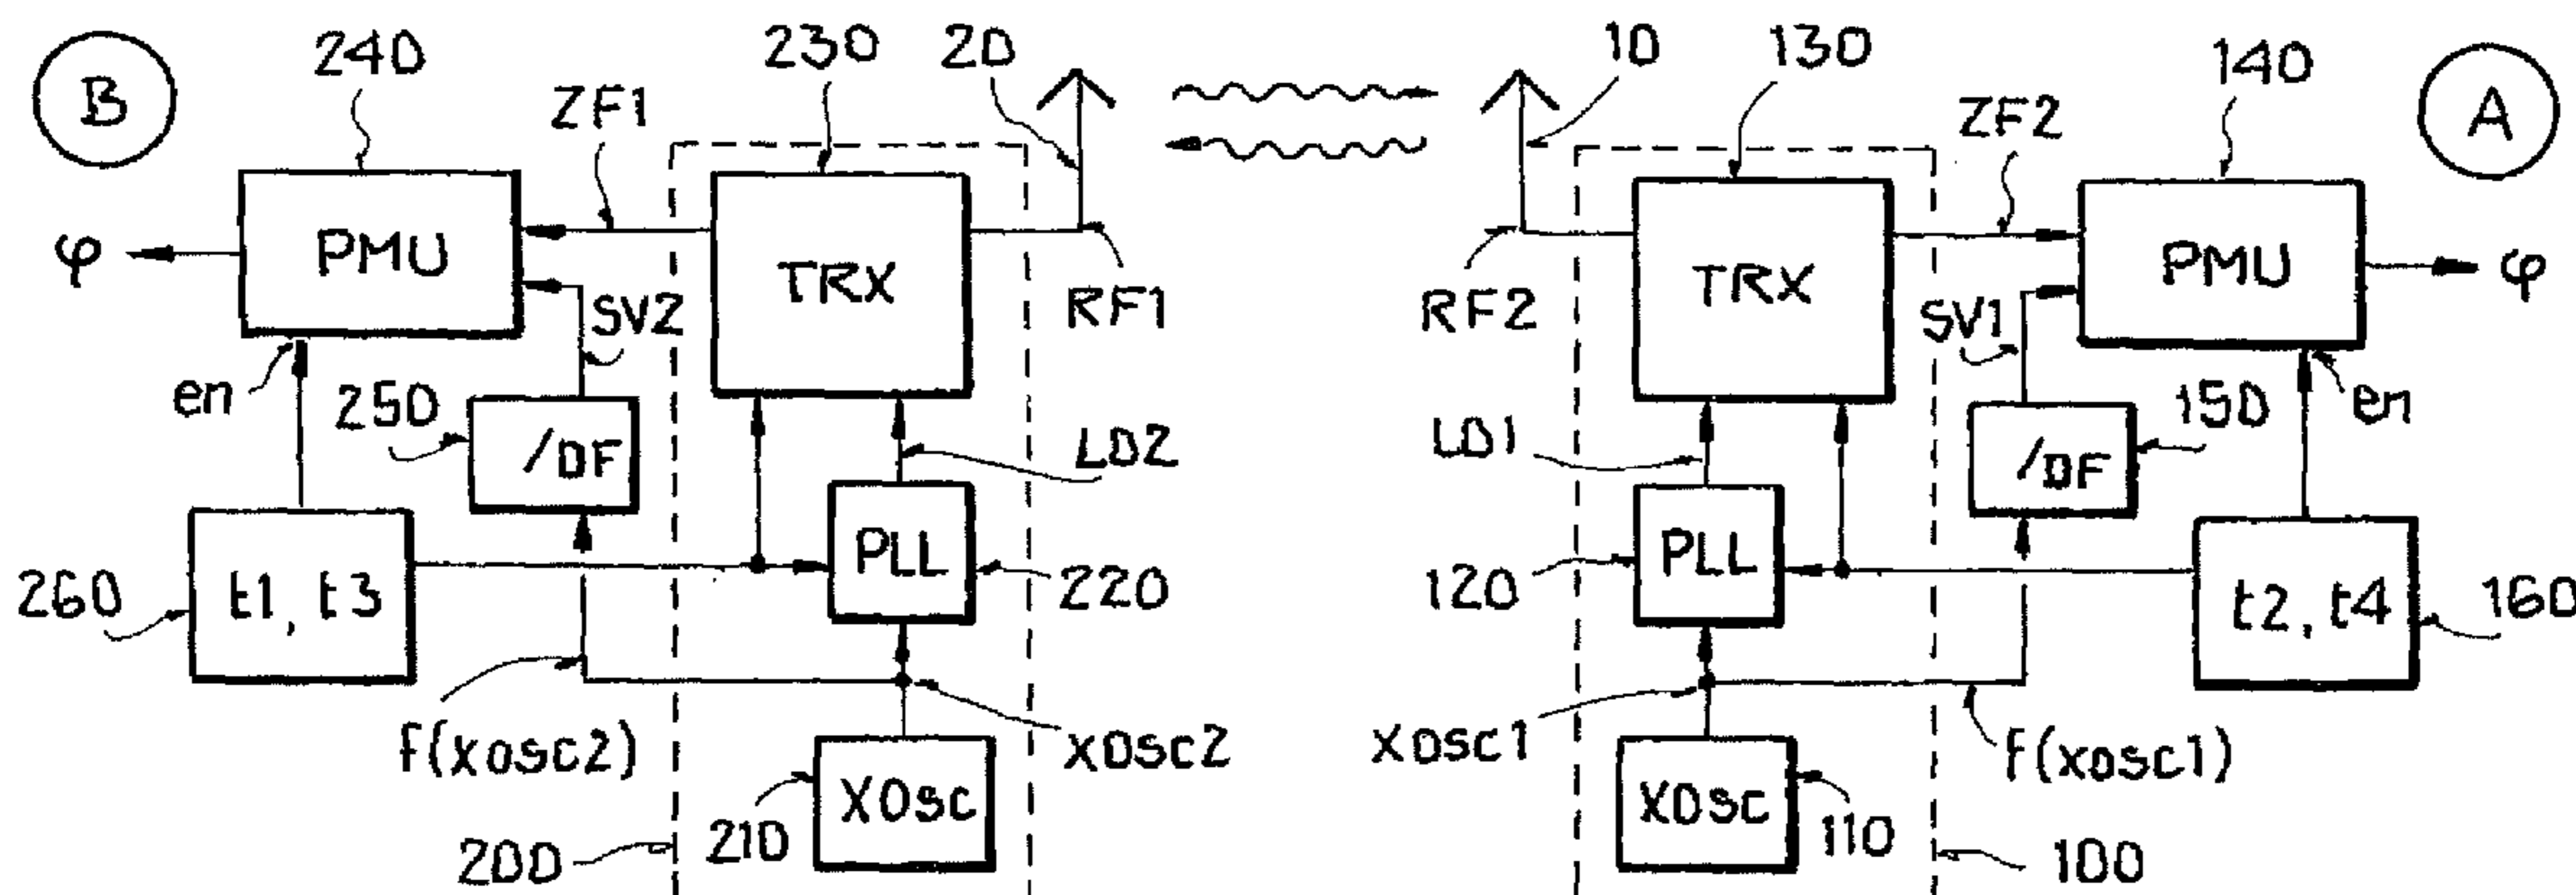 B
240
ZF1
230
20
10
130
ZF2
140
A
φ
PMU
TRX
RF1
RF2
TRX
PMU
φ
SV2
SV1
en
250
/DF
LO2
LO1
/DF
150
en
260
t1, t3
PLL
220
120
PLL
t2, t4
160
f(xosc2)
xosc2
xosc1
f(xosc1)
200
210
XOsc
XOsc
110
100